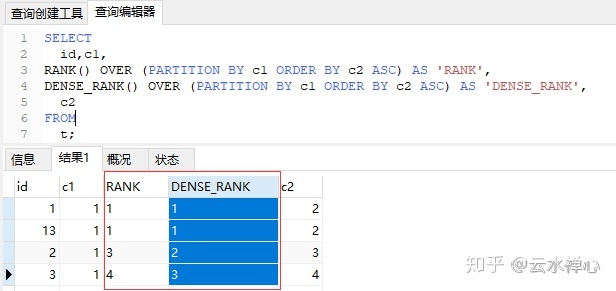 查询创建工具 查询编辑器
1 SELECT
2 id,c1,
3 RANK() OVER (PARTITION BY c1 ORDER BY c2 ASC) AS 'RANK',
4 DENSE_RANK() OVER (PARTITION BY c1 ORDER BY c2 ASC) AS 'DENSE_RANK',
5 c2
6 FROM
7 t;
信息 结果1 概况 状态
id c1 RANK DENSE_RANK c2
1 1 1 1 2
13 1 1 1 2
2 1 3 2 3
3 1 4 3 4
知乎 @云水禅心